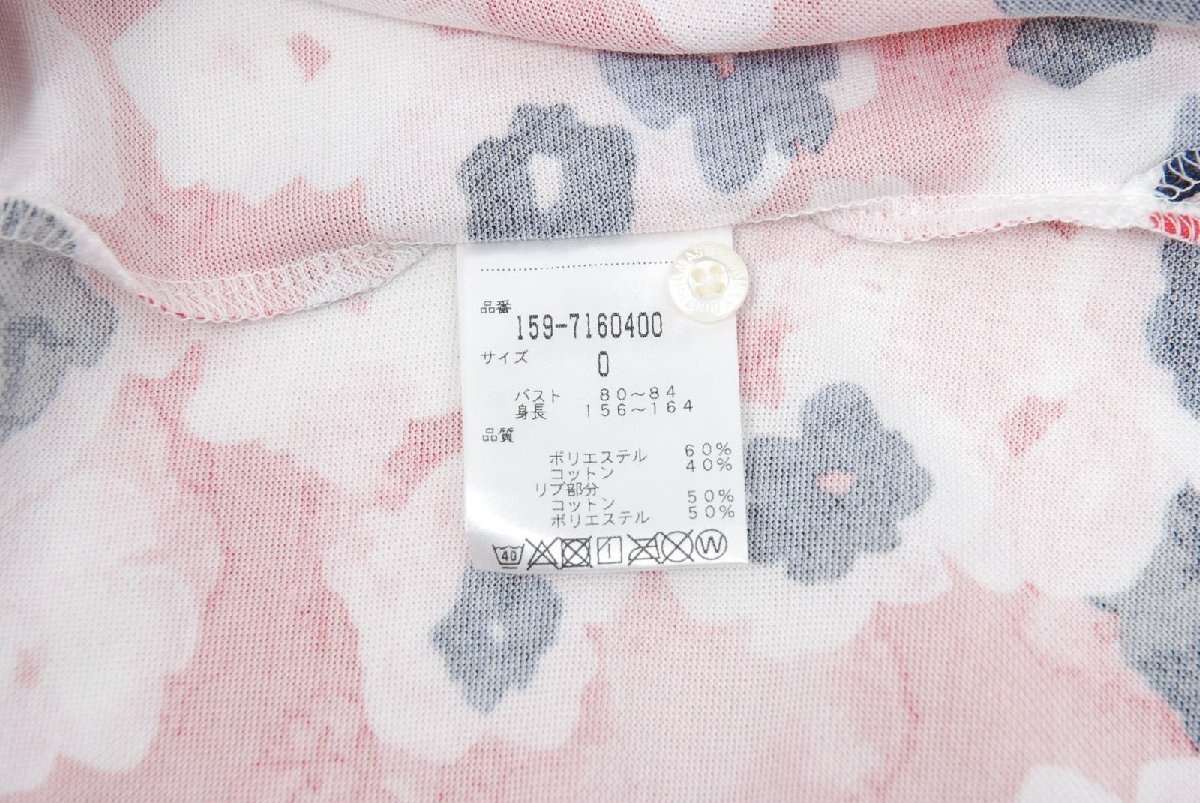 品番
159-7160400
サイズ 0
バスト 80~84
身長 156~164
品質
ポリエステル 60%
コットン 40%
リブ部分
コットン 50%
ポリエステル 50%
40 W